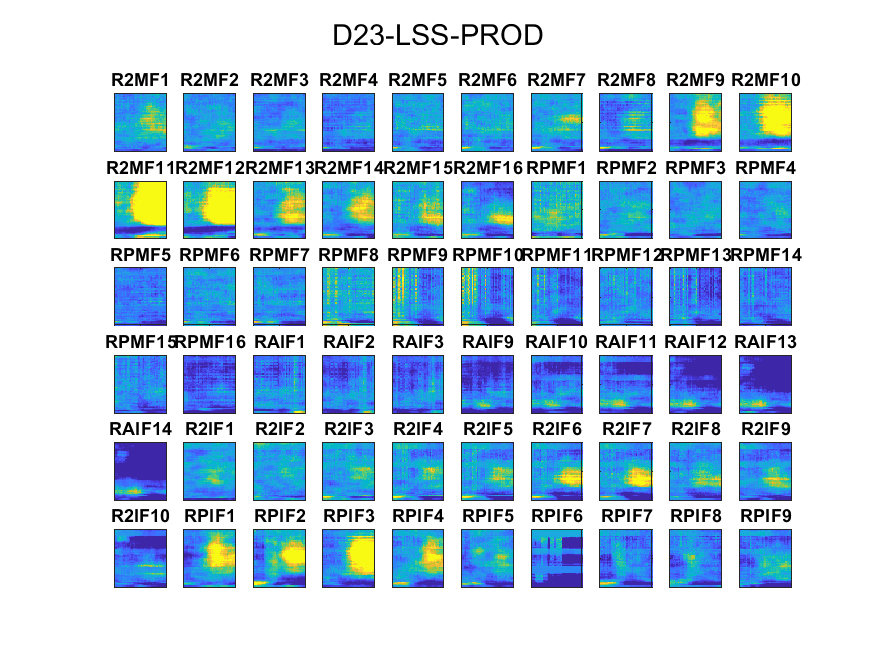 D23-LSS-PROD
R2MF1 R2MF2 R2MF3 R2MF4 R2MF5 R2MF6 R2MF7 R2MF8 R2MF9 R2MF10
R2MF11 R2MF12 R2MF13 R2MF14 R2MF15 R2MF16 RPMF1 RPMF2 RPMF3 RPMF4
RPMF5 RPMF6 RPMF7 RPMF8 RPMF9 RPMF10 RPMF11 RPMF12 RPMF13 RPMF14
RPMF15 RPMF16 RAIF1 RAIF2 RAIF3 RAIF9 RAIF10 RAIF11 RAIF12 RAIF13
RAIF14 R2IF1 R2IF2 R2IF3 R2IF4 R2IF5 R2IF6 R2IF7 R2IF8 R2IF9
R2IF10 RPIF1 RPIF2 RPIF3 RPIF4 RPIF5 RPIF6 RPIF7 RPIF8 RPIF9